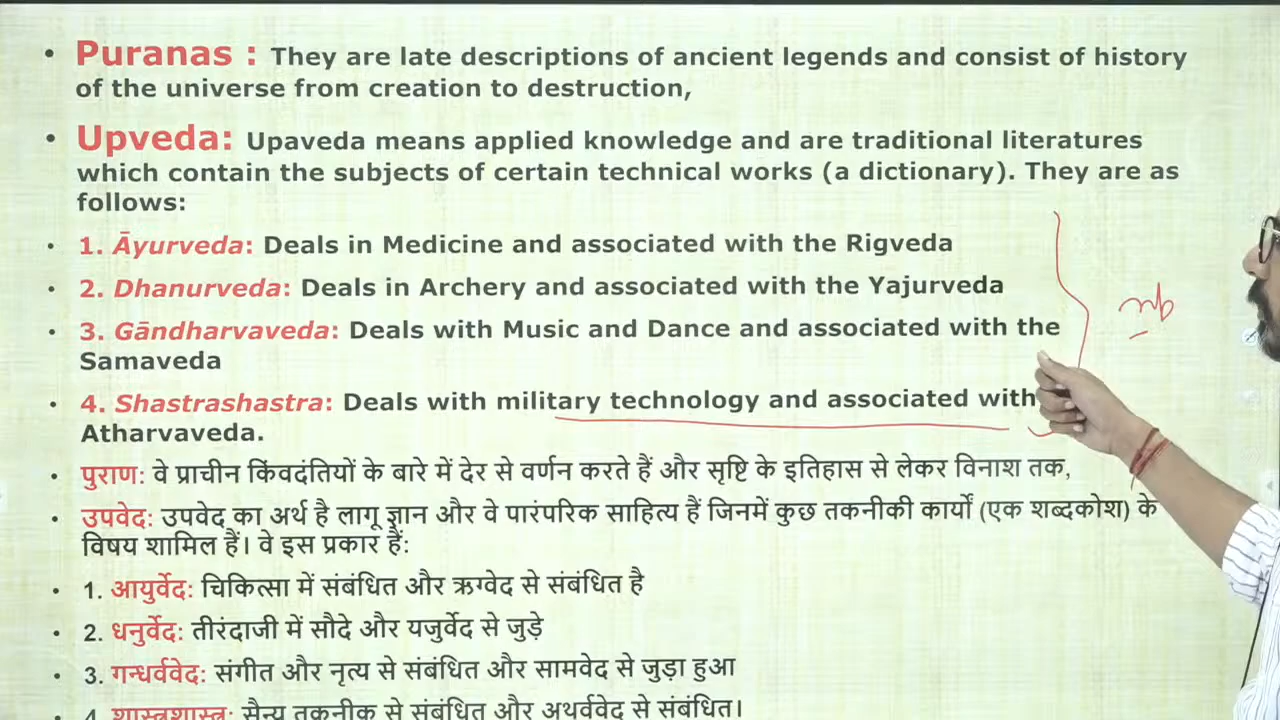 • Puranas : They are late descriptions of ancient legends and consist of history
of the universe from creation to destruction,
• Upveda: Upaveda means applied knowledge and are traditional literatures
which contain the subjects of certain technical works (a dictionary). They are as
follows:
• 1. Āyurveda: Deals in Medicine and associated with the Rigveda
• 2. Dhanurveda: Deals in Archery and associated with the Yajurveda
• 3. Gāndharvaveda: Deals with Music and Dance and associated with the
Samaveda
• 4. Shastrashastra: Deals with military technology and associated with
Atharvaveda.
• पुराण: वे प्राचीन किंवदंतियों के बारे में देर से वर्णन करते हैं और सृष्टि के इतिहास से लेकर विनाश तक,
• उपवेद: उपवेद का अर्थ है लागू ज्ञान और वे पारंपरिक साहित्य हैं जिनमें कुछ तकनीकी कार्यों (एक शब्दकोश) के
विषय शामिल हैं। वे इस प्रकार हैं:
• 1. आयुर्वेद: चिकित्सा में संबंधित और ऋग्वेद से संबंधित है
• 2. धनुर्वेद: तीरंदाजी में सौदे और यजुर्वेद से जुड़े
• 3. गन्धर्ववेद: संगीत और नृत्य से संबंधित और सामवेद से जुड़ा हुआ
• 4. शास्त्रशास्त्र: सैन्य तकनीक से संबंधित और अथर्ववेद से संबंधित।